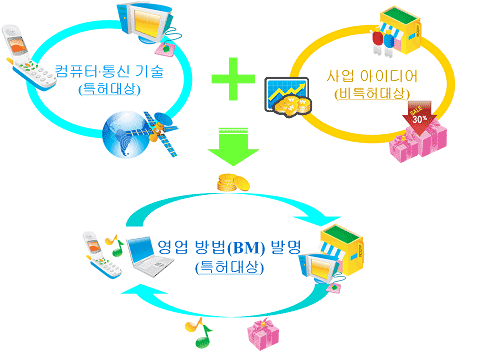 컴퓨터·통신 기술
(특허대상)
사업 아이디어
(비특허대상)
SALE
30%
영업 방법(BM) 발명
(특허대상)